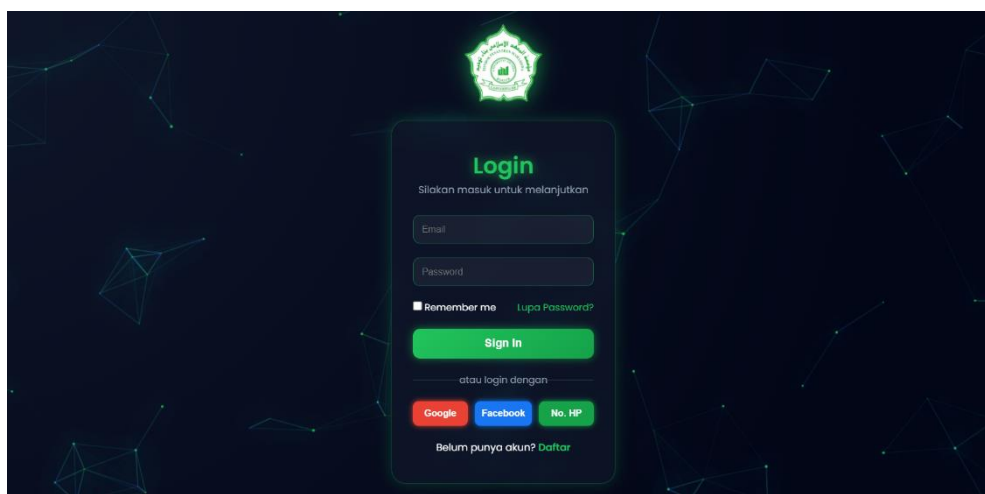 Login
Silakan masuk untuk melanjutkan
Email
Password
Remember me Lupa Password?
Sign In
atau login dengan
Google Facebook No. HP
Belum punya akun? Daftar